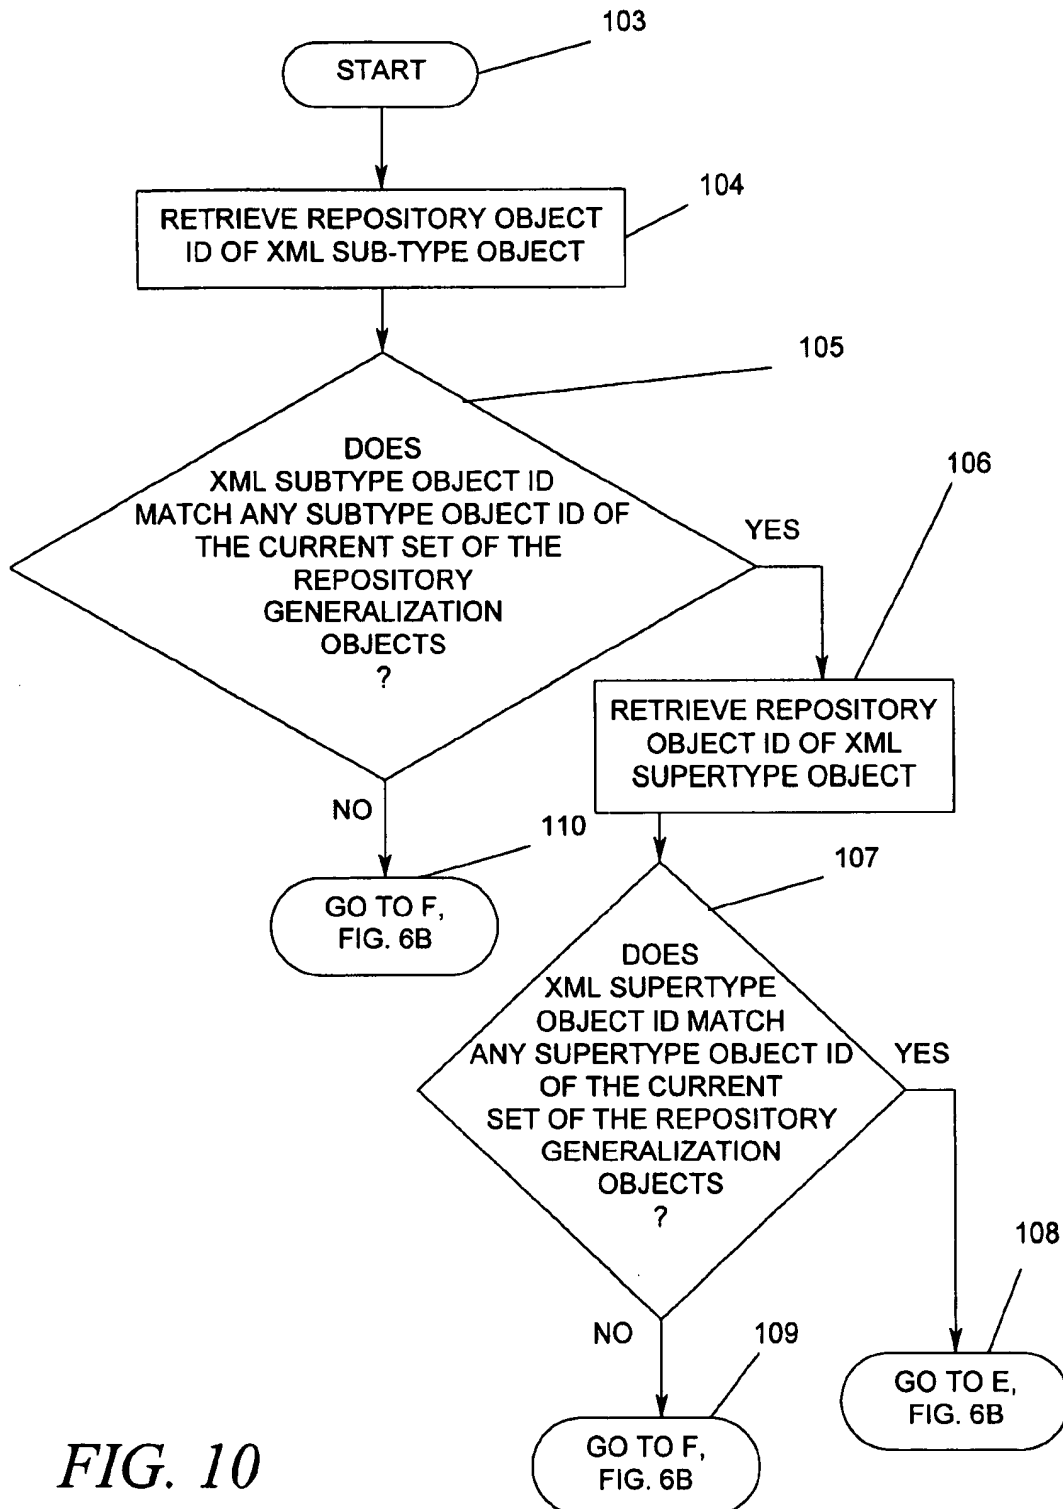 103
START
104
RETRIEVE REPOSITORY OBJECT
ID OF XML SUB-TYPE OBJECT
105
DOES
XML SUBTYPE OBJECT ID
MATCH ANY SUBTYPE OBJECT ID OF
THE CURRENT SET OF THE
REPOSITORY
GENERALIZATION
OBJECTS
?
YES
106
RETRIEVE REPOSITORY
OBJECT ID OF XML
SUPERTYPE OBJECT
NO
110
GO TO F,
FIG. 6B
107
DOES
XML SUPERTYPE
OBJECT ID MATCH
ANY SUPERTYPE OBJECT ID
OF THE CURRENT
SET OF THE REPOSITORY
GENERALIZATION
OBJECTS
?
YES
108
GO TO E,
FIG. 6B
NO
109
GO TO F,
FIG. 6B
FIG. 10